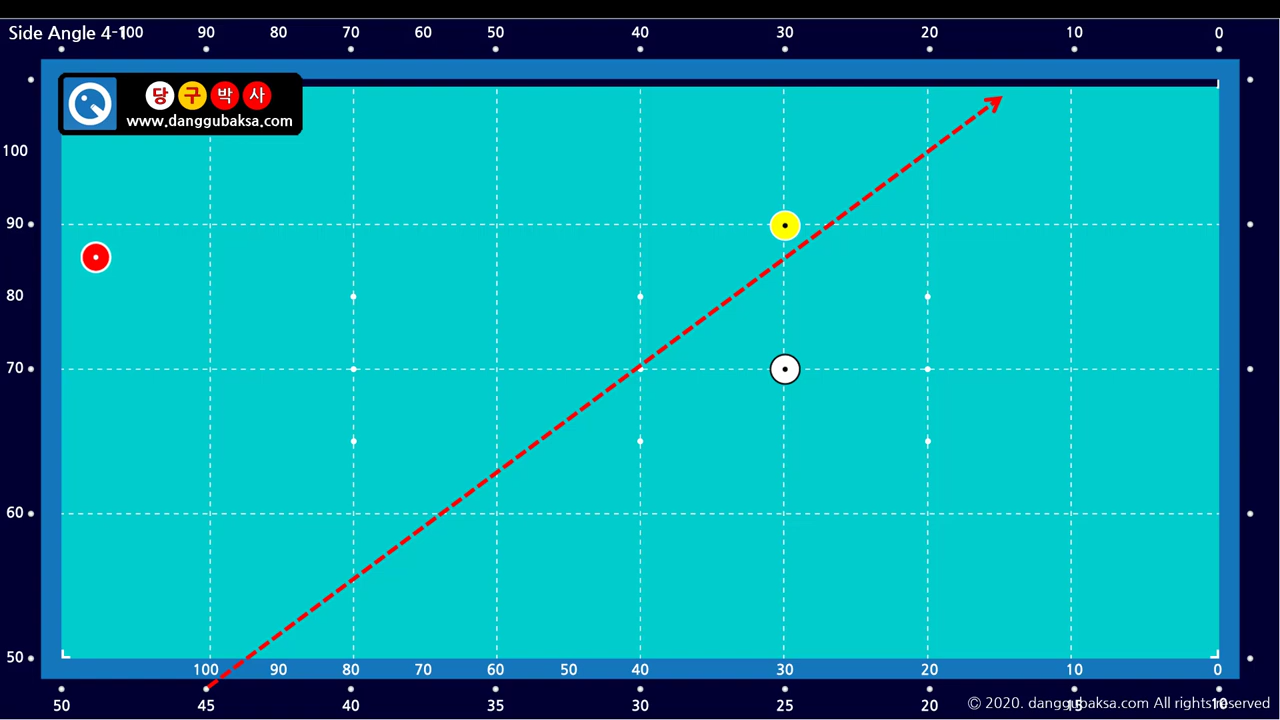 Side Angle 4-1
100 90 80 70 60 50 40 30 20 10 0
당구박사
www.danggubaksa.com
100
90
80
70
60
50
100 90 80 70 60 50 40 30 20 10 0
50 45 40 35 30 25 20 15 10
© 2020. danggubaksa.com All rights reserved